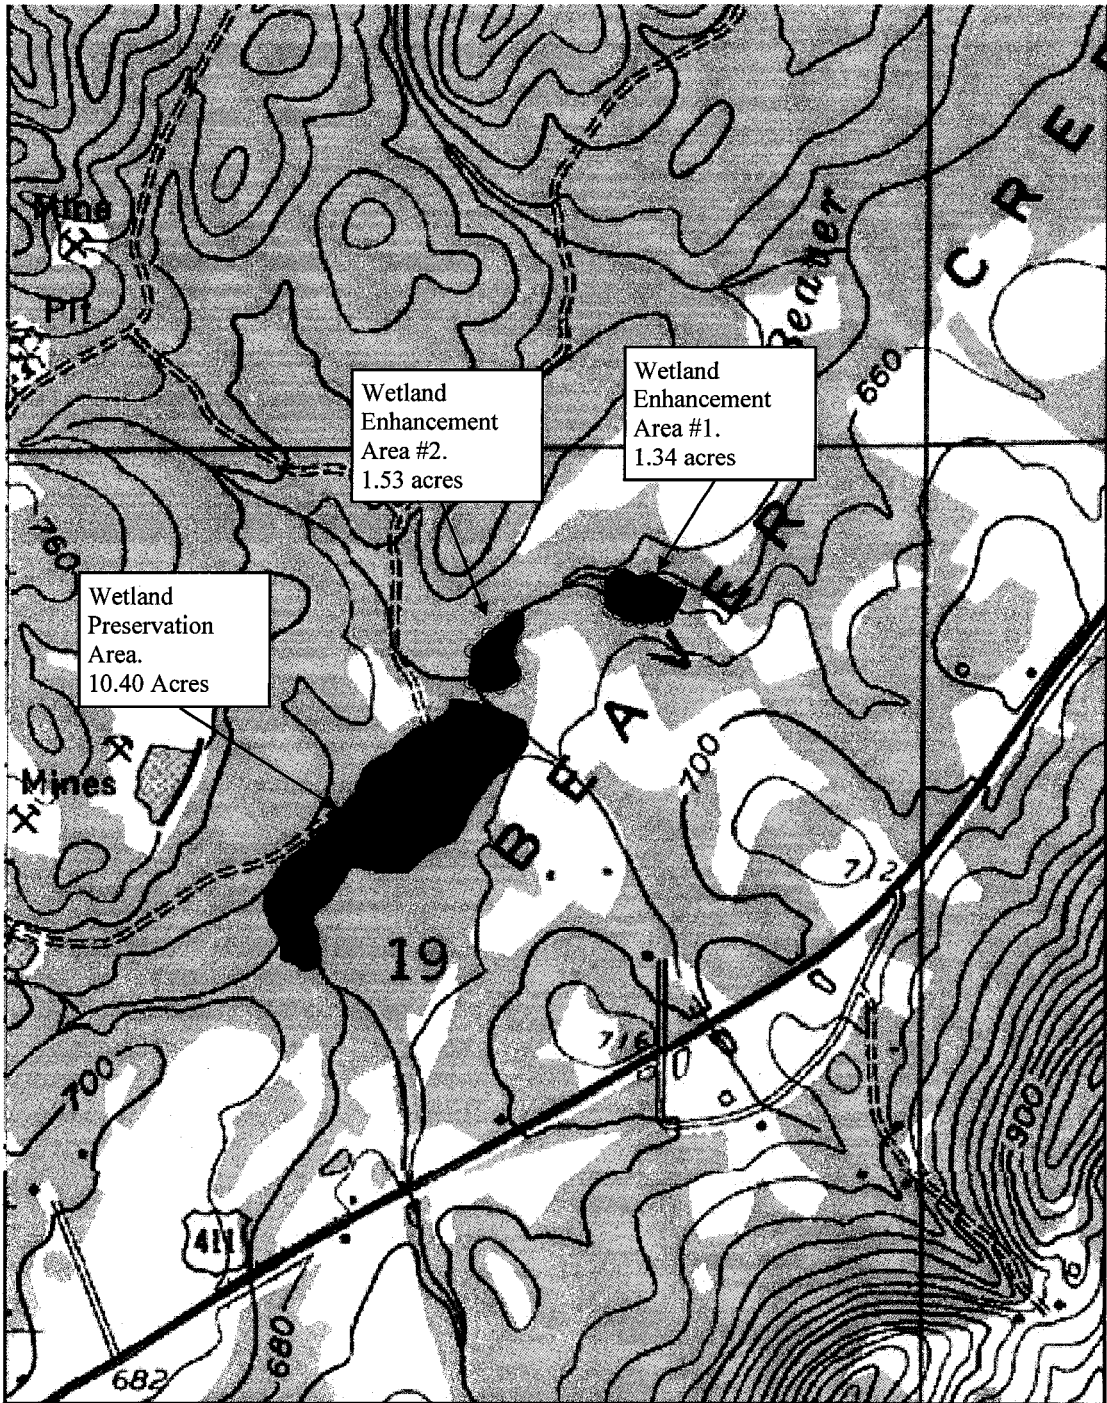 Mine
Pit
Beaver
C R E
660
Wetland
Enhancement
Area #2.
1.53 acres
Wetland
Enhancement
Area #1.
1.34 acres
760
Wetland
Preservation
Area.
10.40 Acres
Mines
B E A V E R
700
19
716
700
900
411
680
682